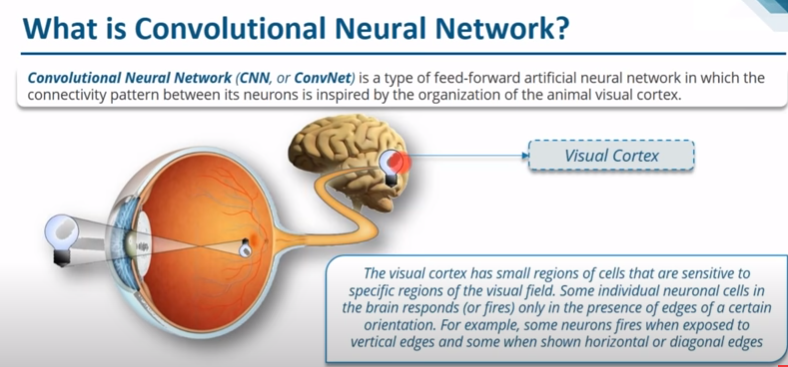 What is Convolutional Neural Network?
Convolutional Neural Network (CNN, or ConvNet) is a type of feed-forward artificial neural network in which the
connectivity pattern between its neurons is inspired by the organization of the animal visual cortex.
Visual Cortex
The visual cortex has small regions of cells that are sensitive to
specific regions of the visual field. Some individual neuronal cells in
the brain responds (or fires) only in the presence of edges of a certain
orientation. For example, some neurons fires when exposed to
vertical edges and some when shown horizontal or diagonal edges